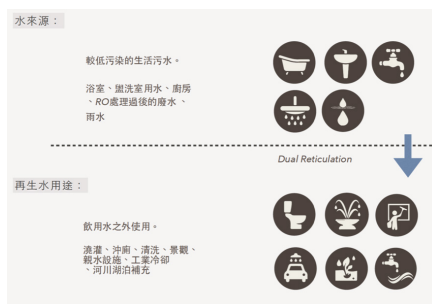 水來源：
較低污染的生活污水。
浴室、盥洗室用水、廚房
、RO處理過後的廢水 、
雨水
Dual Reticulation
再生水用途：
飲用水之外使用。
澆灌、沖廁、清洗、景觀、
親水設施、工業冷卻
、河川湖泊補充